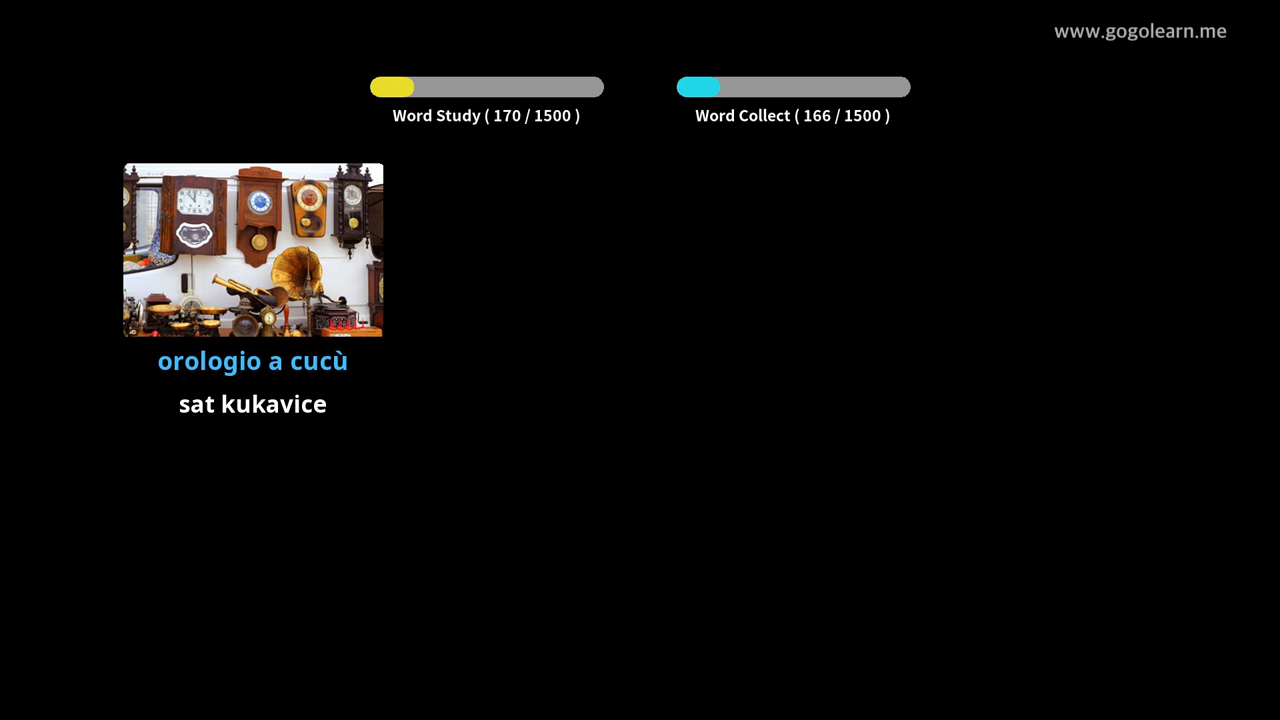 www.gogolearn.me
Word Study ( 170 / 1500 )
Word Collect ( 166 / 1500 )
orologio a cucù
sat kukavice